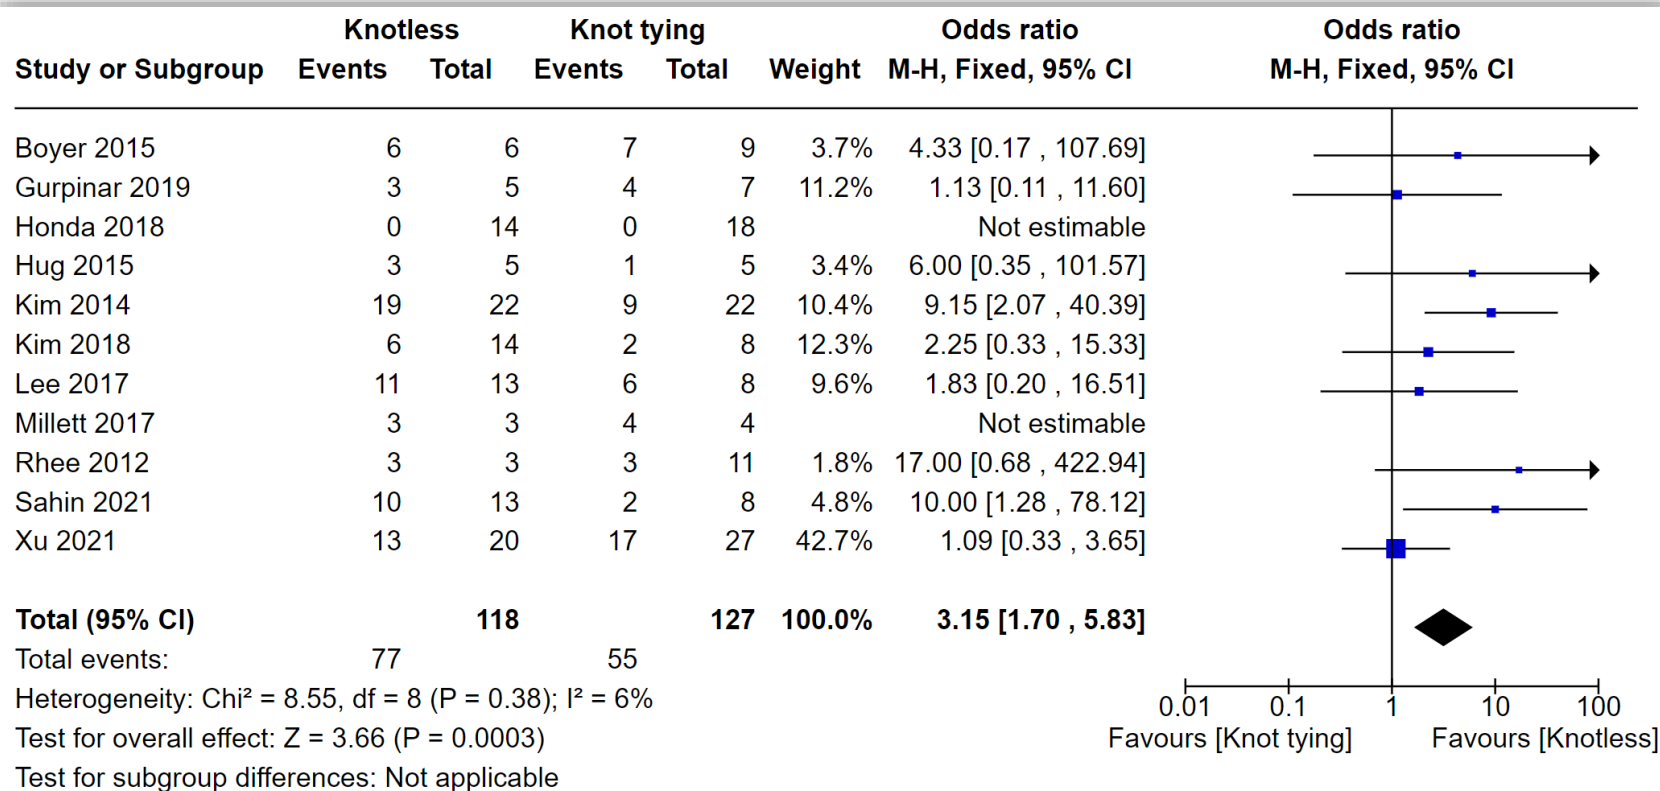 Knotless Knot tying Odds ratio Odds ratio
Study or Subgroup Events Total Events Total Weight M-H, Fixed, 95% CI M-H, Fixed, 95% CI
Boyer 2015 6 6 7 9 3.7% 4.33 [0.17 , 107.69]
Gurpinar 2019 3 5 4 7 11.2% 1.13 [0.11 , 11.60]
Honda 2018 0 14 0 18 Not estimable
Hug 2015 3 5 1 5 3.4% 6.00 [0.35 , 101.57]
Kim 2014 19 22 9 22 10.4% 9.15 [2.07 , 40.39]
Kim 2018 6 14 2 8 12.3% 2.25 [0.33 , 15.33]
Lee 2017 11 13 6 8 9.6% 1.83 [0.20 , 16.51]
Millett 2017 3 3 4 4 Not estimable
Rhee 2012 3 3 3 11 1.8% 17.00 [0.68 , 422.94]
Sahin 2021 10 13 2 8 4.8% 10.00 [1.28 , 78.12]
Xu 2021 13 20 17 27 42.7% 1.09 [0.33 , 3.65]
Total (95% CI) 118 127 100.0% 3.15 [1.70 , 5.83]
Total events: 77 55
Heterogeneity: Chi² = 8.55, df = 8 (P = 0.38); I² = 6%
Test for overall effect: Z = 3.66 (P = 0.0003)
Test for subgroup differences: Not applicable
0.01 0.1 1 10 100
Favours [Knot tying] Favours [Knotless]